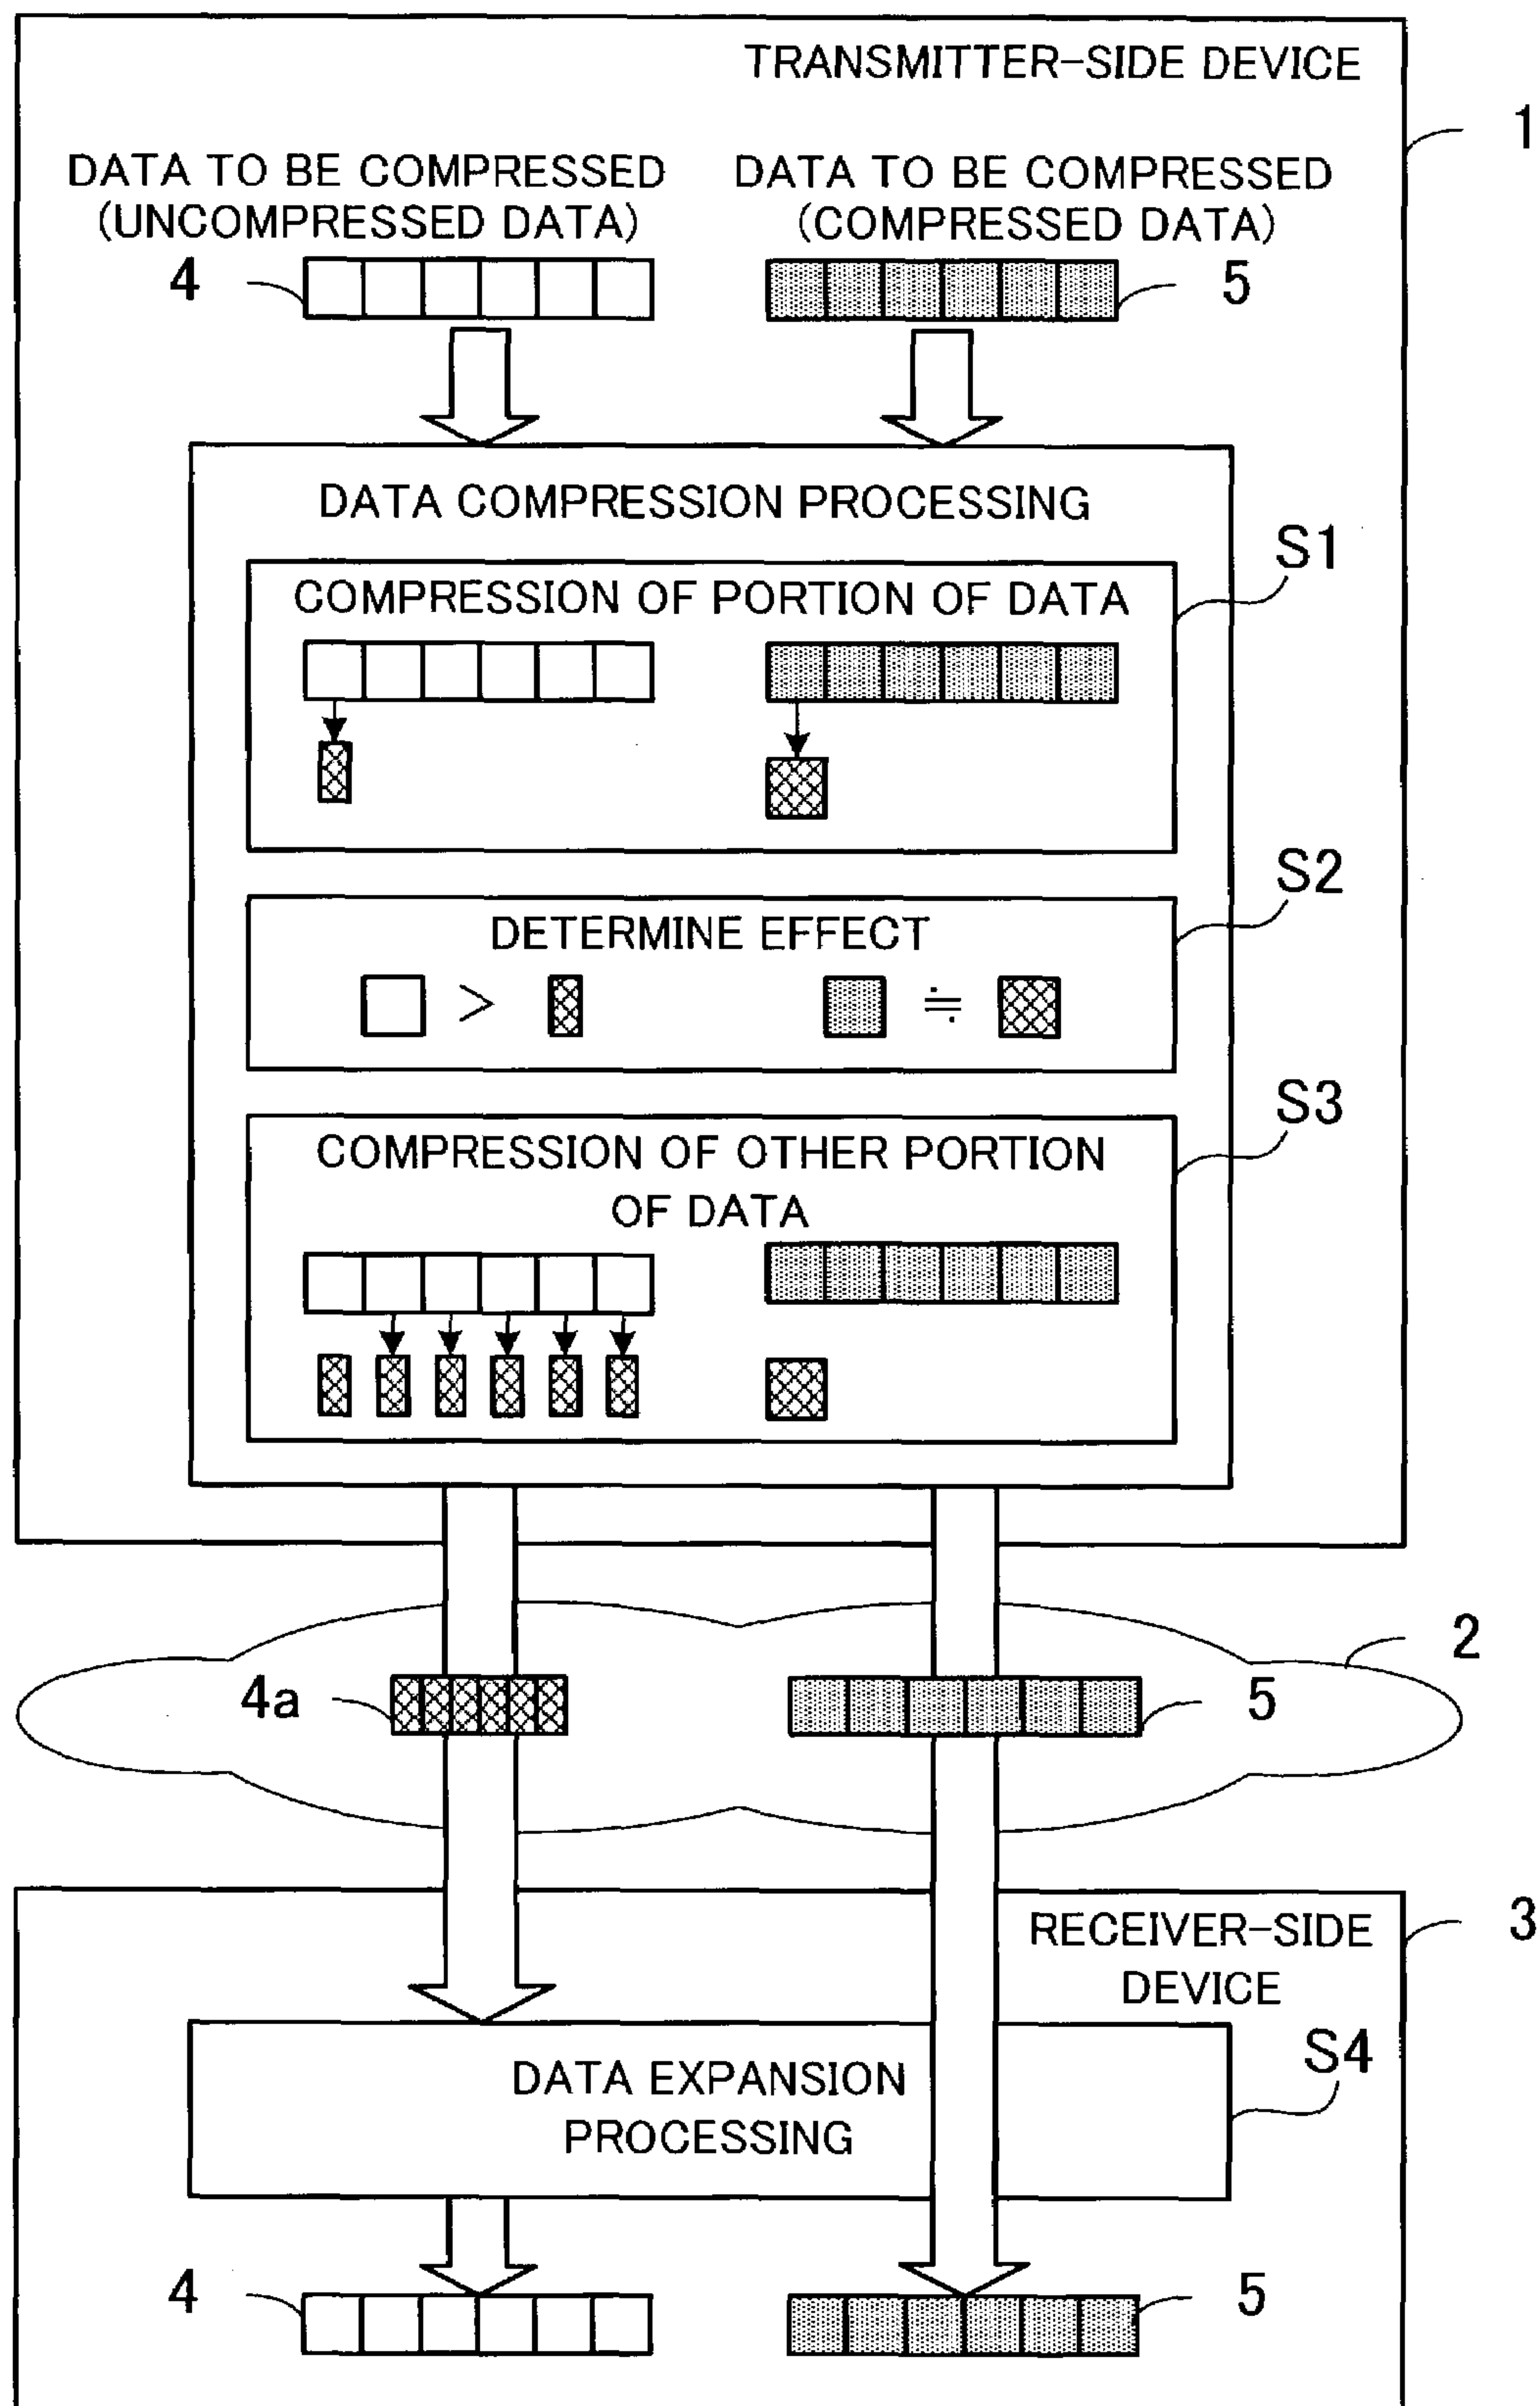 TRANSMITTER-SIDE DEVICE
1
DATA TO BE COMPRESSED
(UNCOMPRESSED DATA)
DATA TO BE COMPRESSED
(COMPRESSED DATA)
4
5
DATA COMPRESSION PROCESSING
S1
COMPRESSION OF PORTION OF DATA
S2
DETERMINE EFFECT
> ≒
S3
COMPRESSION OF OTHER PORTION
OF DATA
2
4a
5
3
RECEIVER-SIDE
DEVICE
S4
DATA EXPANSION
PROCESSING
4
5